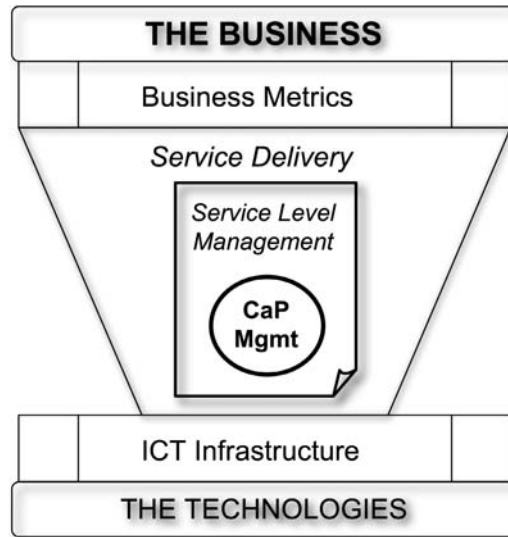 THE BUSINESS
Business Metrics
Service Delivery
Service Level
Management
CaP
Mgmt
ICT Infrastructure
THE TECHNOLOGIES